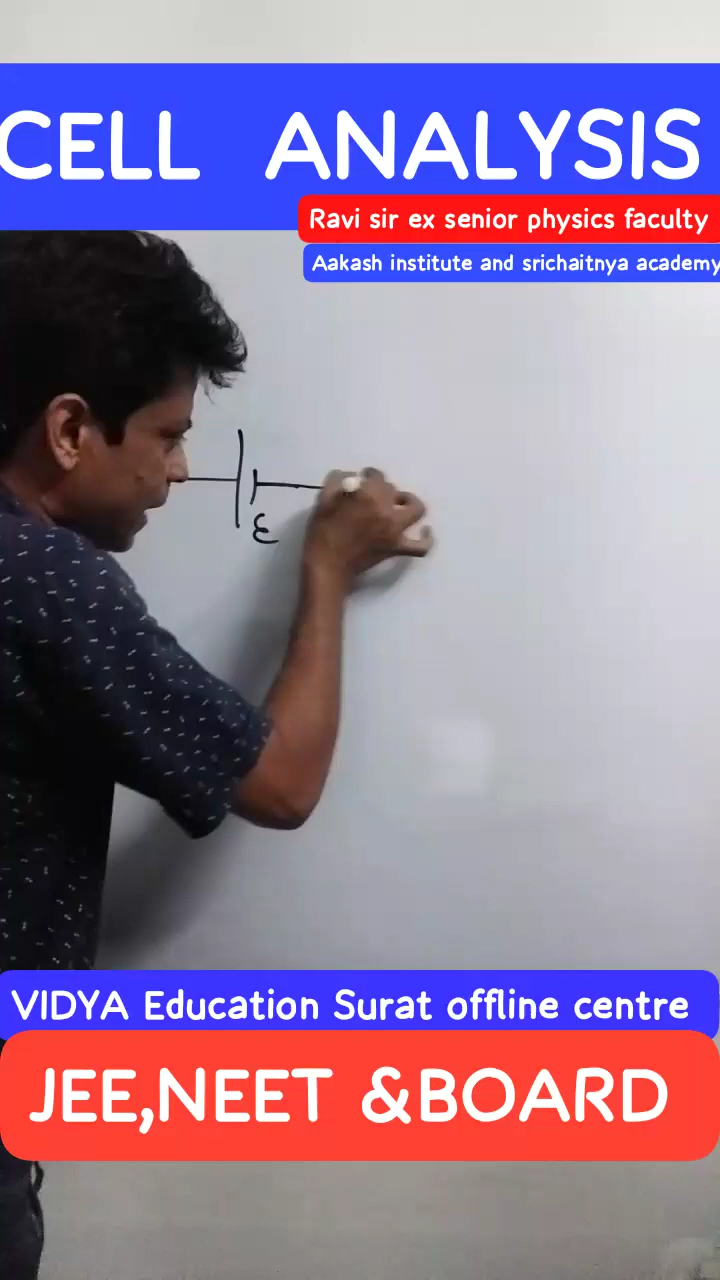 CELL ANALYSIS
Ravi sir ex senior physics faculty
Aakash institute and srichaitnya academy
ε
VIDYA Education Surat offline centre
JEE,NEET &BOARD